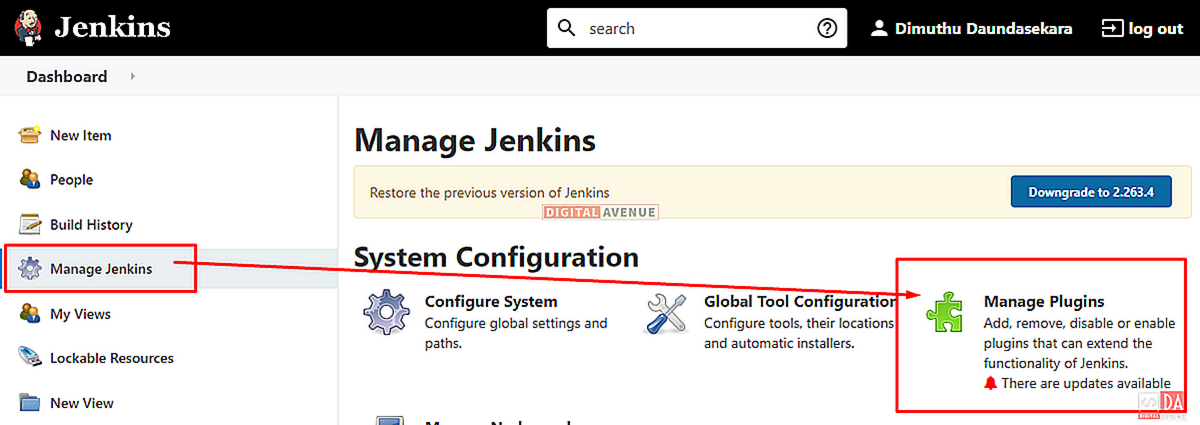 Jenkins
search
Dimuthu Daundasekara
log out
Dashboard
New Item
People
Build History
Manage Jenkins
My Views
Lockable Resources
New View
Manage Jenkins
Restore the previous version of Jenkins
Downgrade to 2.263.4
DIGITAL AVENUE
System Configuration
Configure System
Configure global settings and
paths.
Global Tool Configuration
Configure tools, their locations
and automatic installers.
Manage Plugins
Add, remove, disable or enable
plugins that can extend the
functionality of Jenkins.
There are updates available
DA